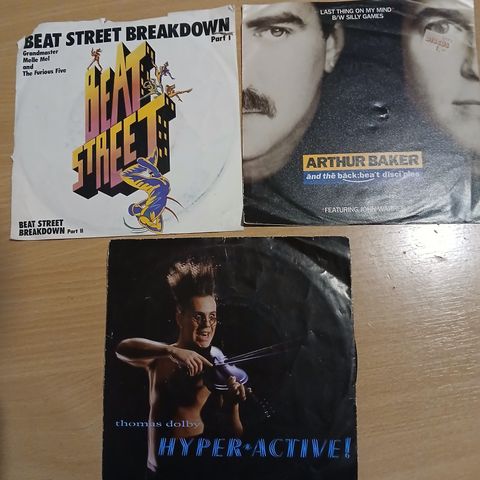 BEAT STREET BREAKDOWN
Part I
Grandmaster
Melle Mel
and
The Furious Five
BEAT
STREET
BEAT STREET
BREAKDOWN Part II
"LAST THING ON MY MIND"
B/W SILLY GAMES
ARTHUR BAKER
and the back:beat disciples
"FEATURING JOHN
thomas dolby
HYPER*ACTIVE!